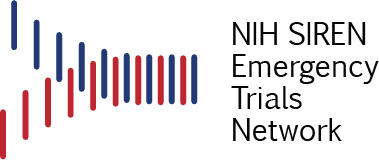 NIH SIREN
Emergency
Trials
Network